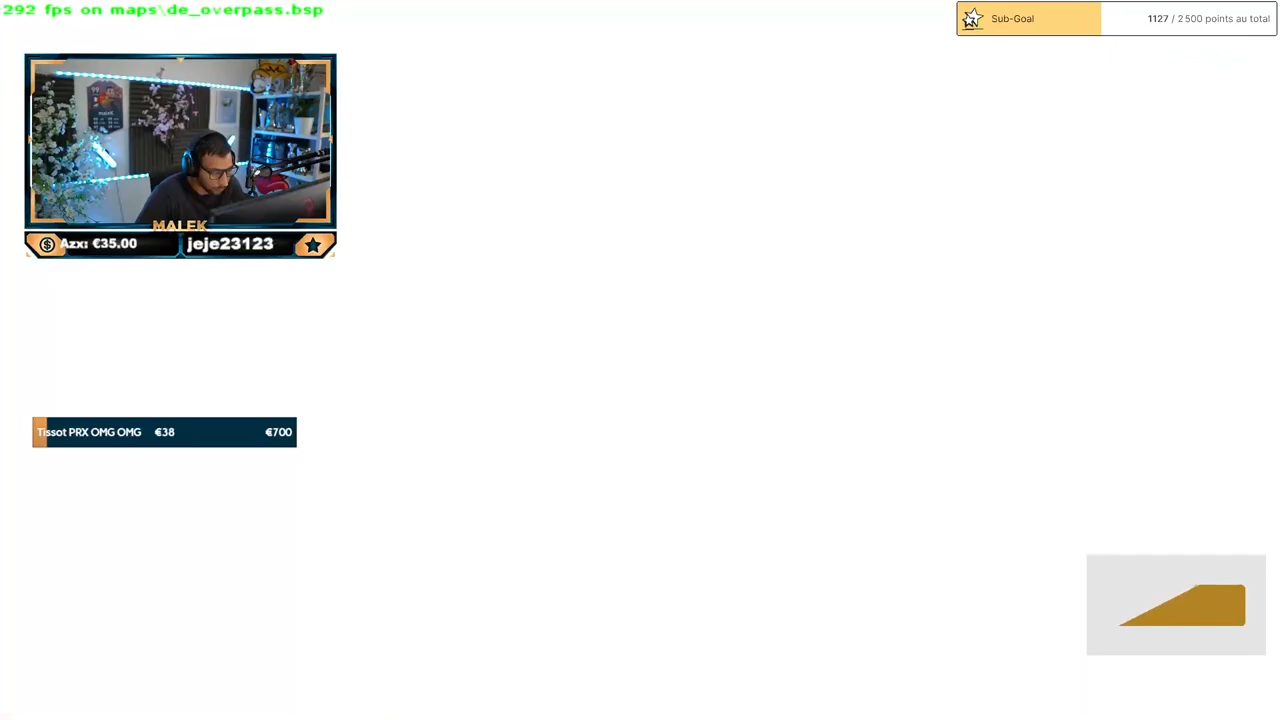 292 fps on maps\de_overpass.bsp
Sub-Goal 1127 / 2 500 points au total
99
MALEK
Azx: €35.00 jeje23123
Tissot PRX OMG OMG €38 €700